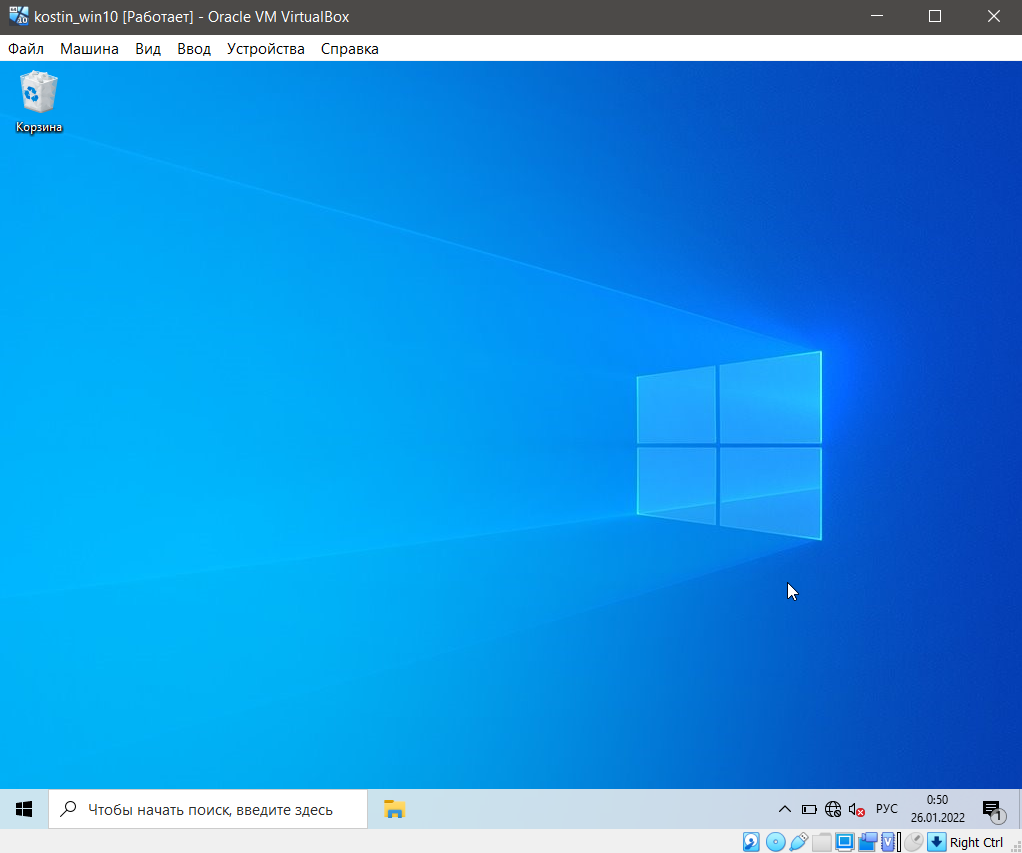 kostin_win10 [Работает] - Oracle VM VirtualBox
Файл Машина Вид Ввод Устройства Справка
Корзина
Чтобы начать поиск, введите здесь
РУС
0:50
26.01.2022
1
Right Ctrl